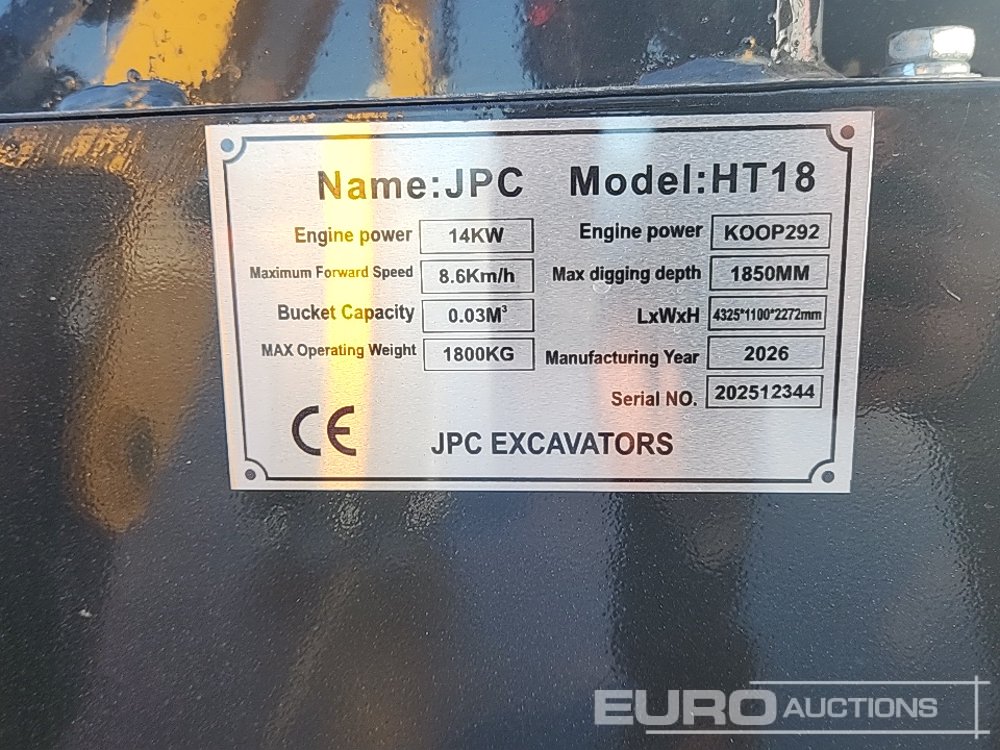 Name:JPC Model:HT18
Engine power 14KW Engine power KOOP292
Maximum Forward Speed 8.6Km/h Max digging depth 1850MM
Bucket Capacity 0.03M³ LxWxH 4325*1100*2272mm
MAX Operating Weight 1800KG Manufacturing Year 2026
Serial NO. 202512344
CE JPC EXCAVATORS
EURO AUCTIONS